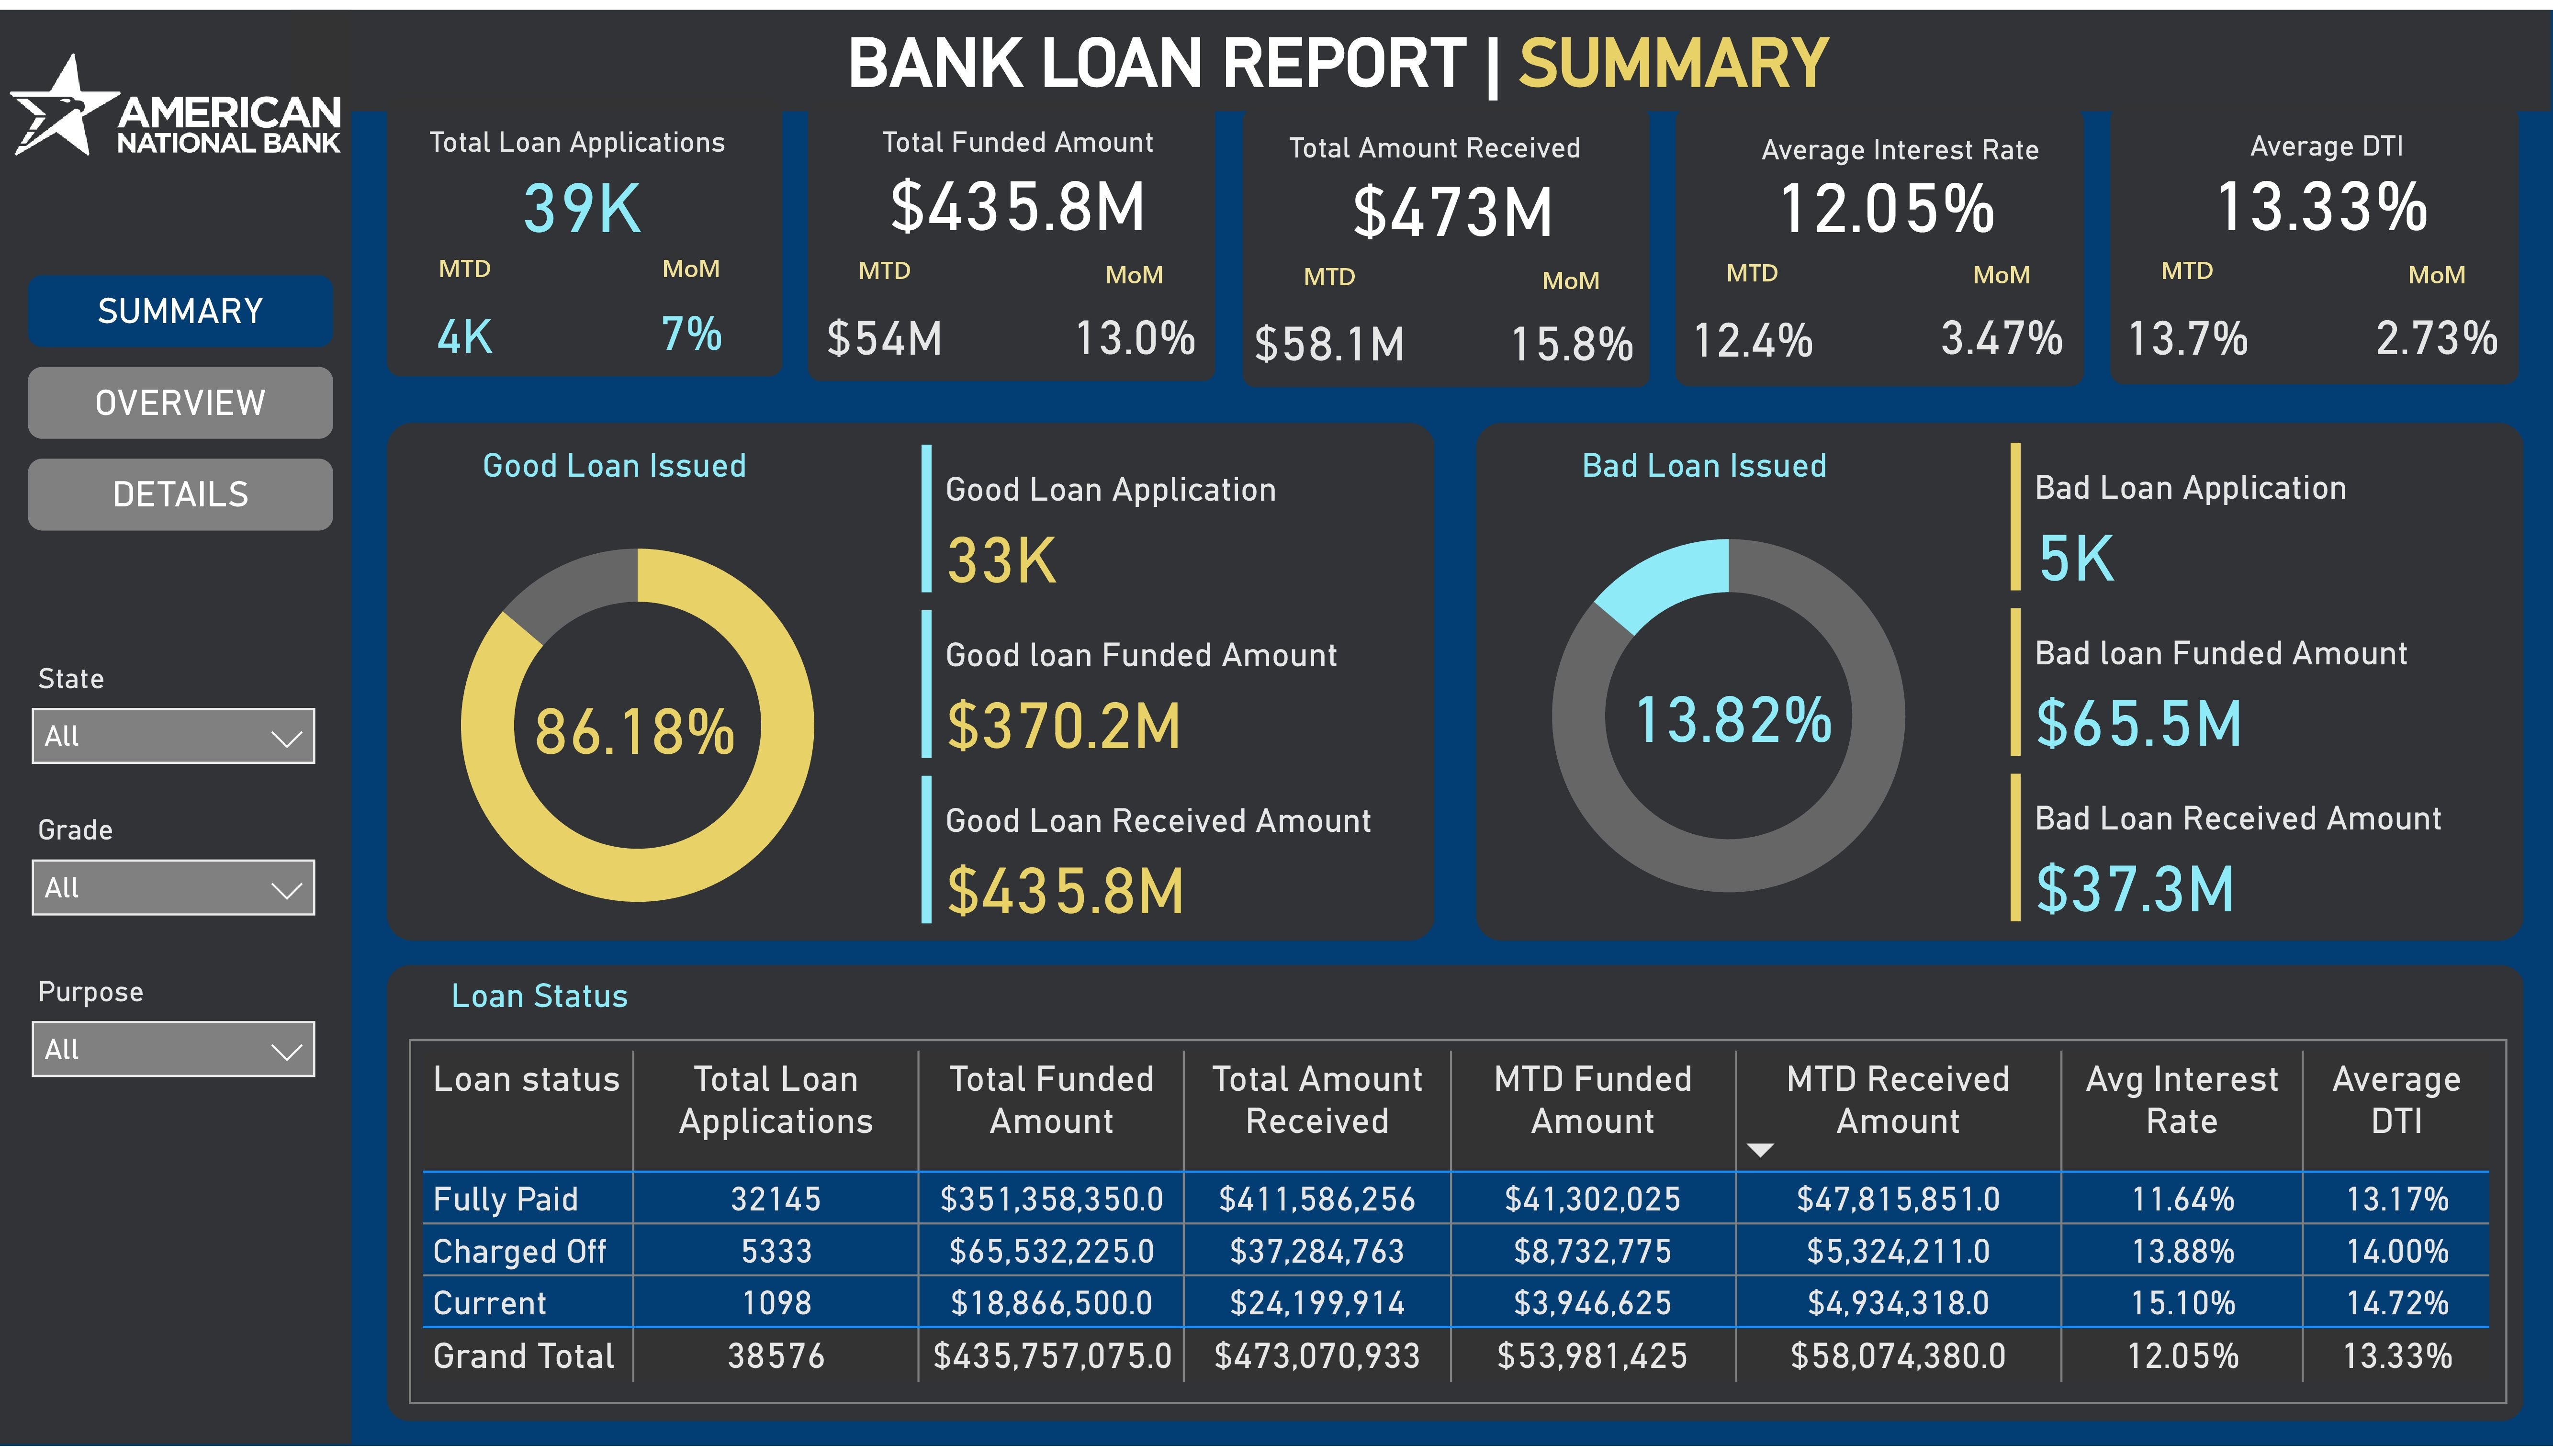 BANK LOAN REPORT | SUMMARY
AMERICAN
NATIONAL BANK
Total Loan Applications
39K
MTD MoM
4K 7%
Total Funded Amount
$435.8M
MTD MoM
$54M 13.0%
Total Amount Received
$473M
MTD MoM
$58.1M 15.8%
Average Interest Rate
12.05%
MTD MoM
12.4% 3.47%
Average DTI
13.33%
MTD MoM
13.7% 2.73%
SUMMARY
OVERVIEW
DETAILS
State
All
Grade
All
Purpose
All
Good Loan Issued
86.18%
Good Loan Application
33K
Good loan Funded Amount
$370.2M
Good Loan Received Amount
$435.8M
Bad Loan Issued
13.82%
Bad Loan Application
5K
Bad loan Funded Amount
$65.5M
Bad Loan Received Amount
$37.3M
Loan Status
Loan status Total Loan Total Funded Total Amount MTD Funded MTD Received Avg Interest Average
Applications Amount Received Amount Amount Rate DTI
Fully Paid 32145 $351,358,350.0 $411,586,256 $41,302,025 $47,815,851.0 11.64% 13.17%
Charged Off 5333 $65,532,225.0 $37,284,763 $8,732,775 $5,324,211.0 13.88% 14.00%
Current 1098 $18,866,500.0 $24,199,914 $3,946,625 $4,934,318.0 15.10% 14.72%
Grand Total 38576 $435,757,075.0 $473,070,933 $53,981,425 $58,074,380.0 12.05% 13.33%